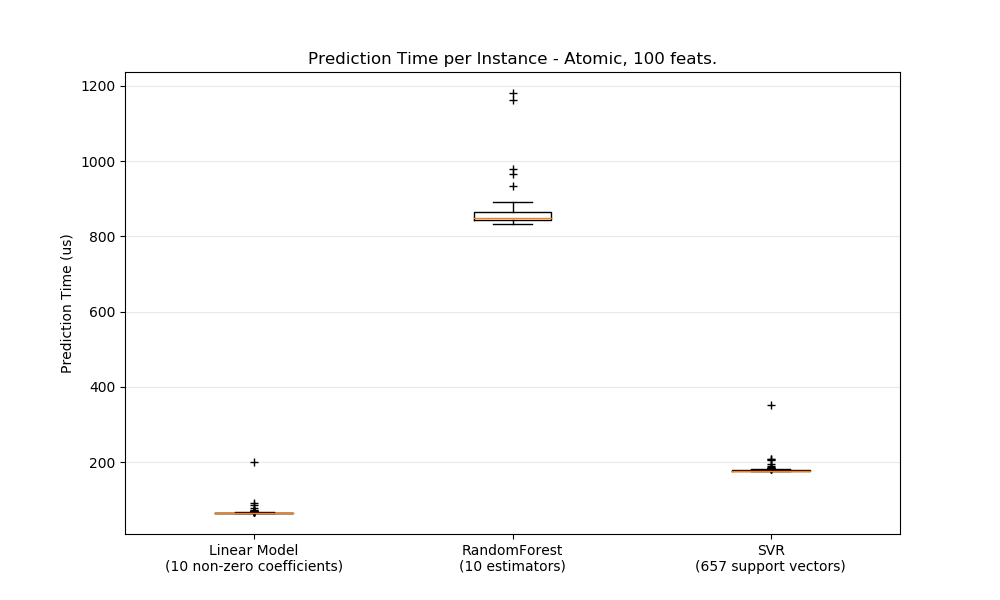 Prediction Time per Instance - Atomic, 100 feats.
Prediction Time (us)
1200
1000
800
600
400
200
Linear Model
(10 non-zero coefficients)
RandomForest
(10 estimators)
SVR
(657 support vectors)